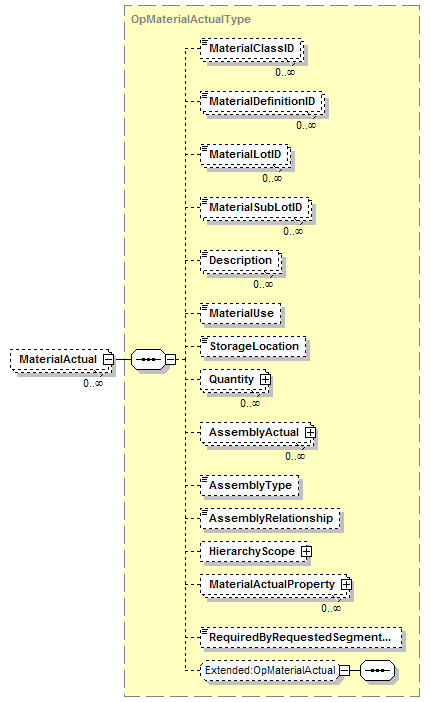 OpMaterialActualType
MaterialClassID
0..∞
MaterialDefinitionID
0..∞
MaterialLotID
0..∞
MaterialSubLotID
0..∞
Description
0..∞
MaterialUse
StorageLocation
MaterialActual
0..∞
Quantity
0..∞
AssemblyActual
0..∞
AssemblyType
AssemblyRelationship
HierarchyScope
MaterialActualProperty
0..∞
RequiredByRequestedSegment...
Extended:OpMaterialActual